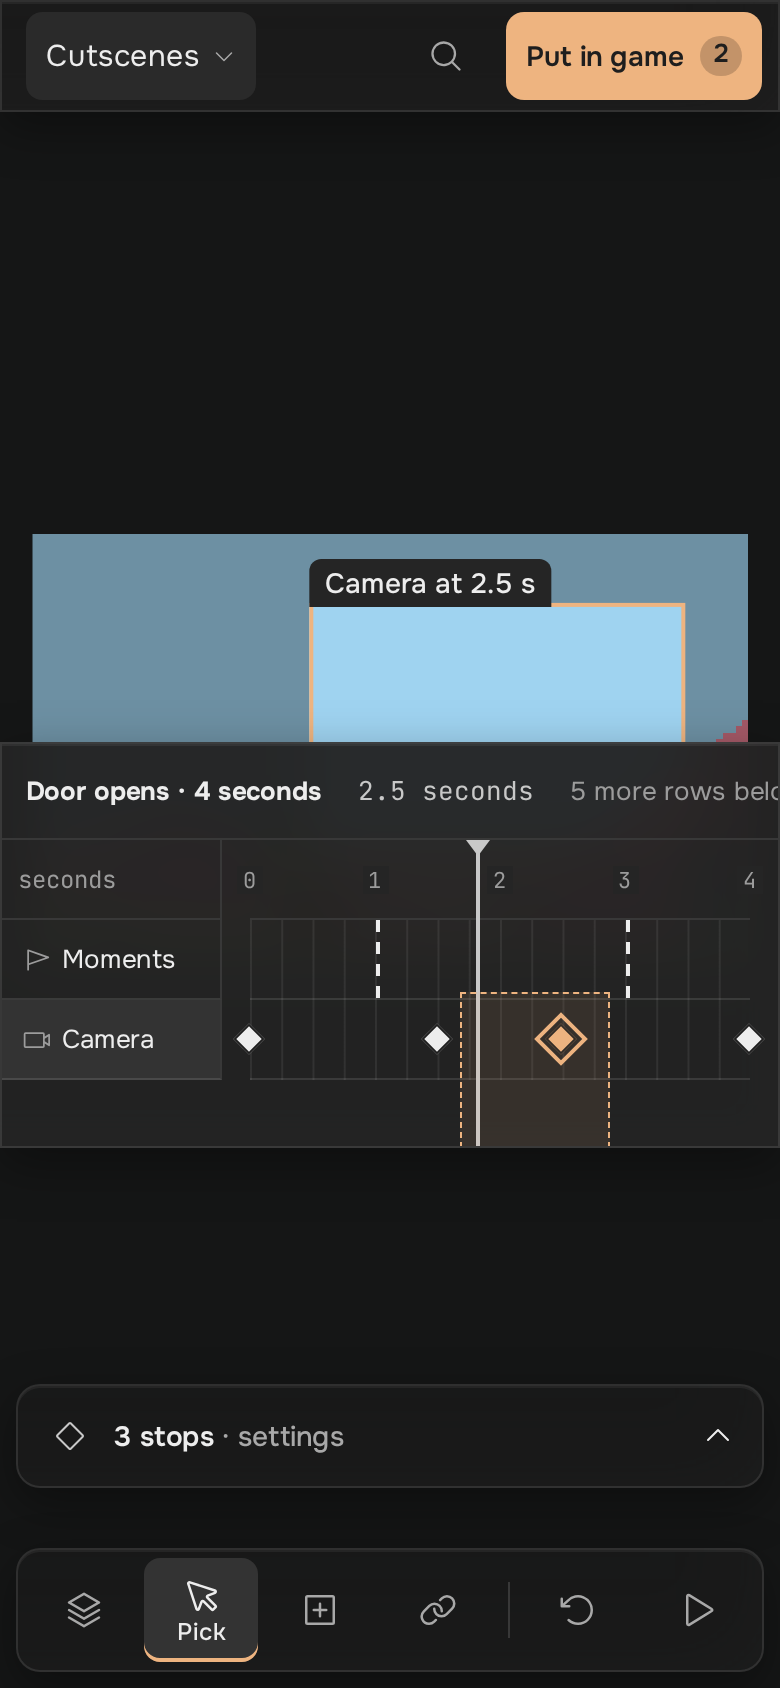 Cutscenes
Put in game 2
Camera at 2.5 s
Door opens · 4 seconds 2.5 seconds 5 more rows
seconds 0 1 2 3 4
Moments
Camera
3 stops · settings
Pick